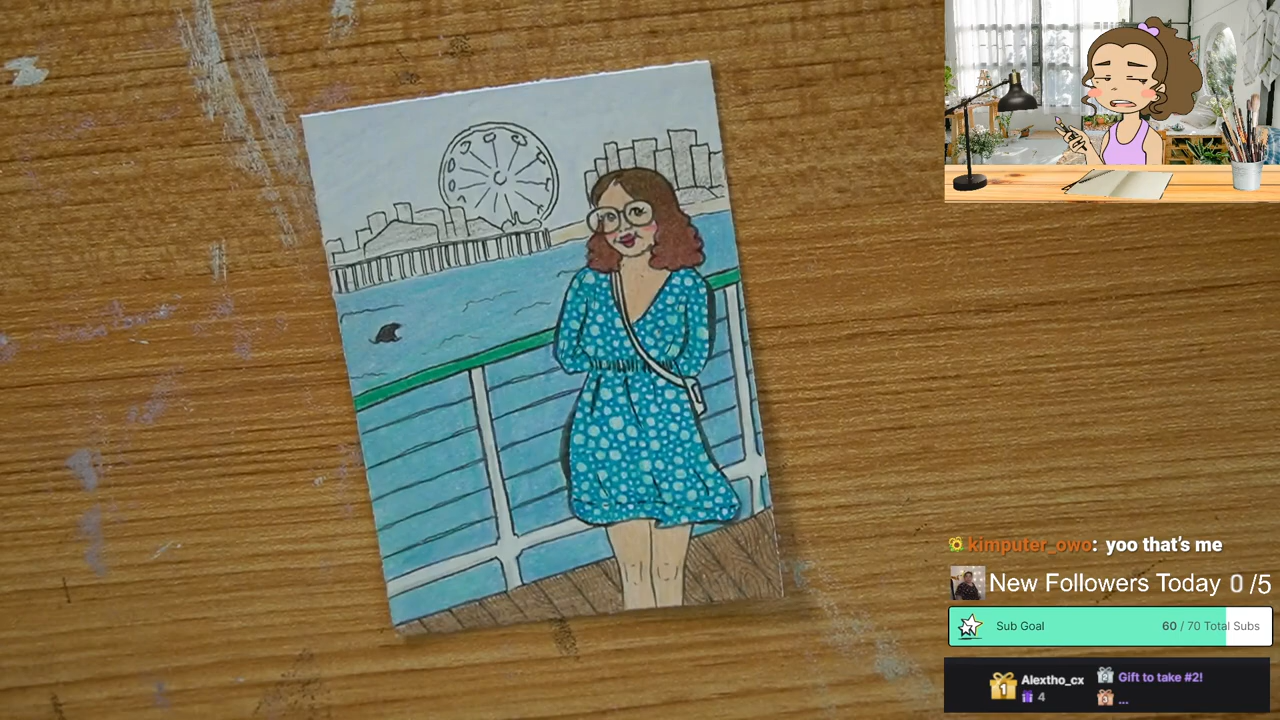 kimputer_owo: yoo that's me
New Followers Today 0 /5
Sub Goal 60 / 70 Total Subs
1 Alextho_cx
4
Gift to take #2!
...